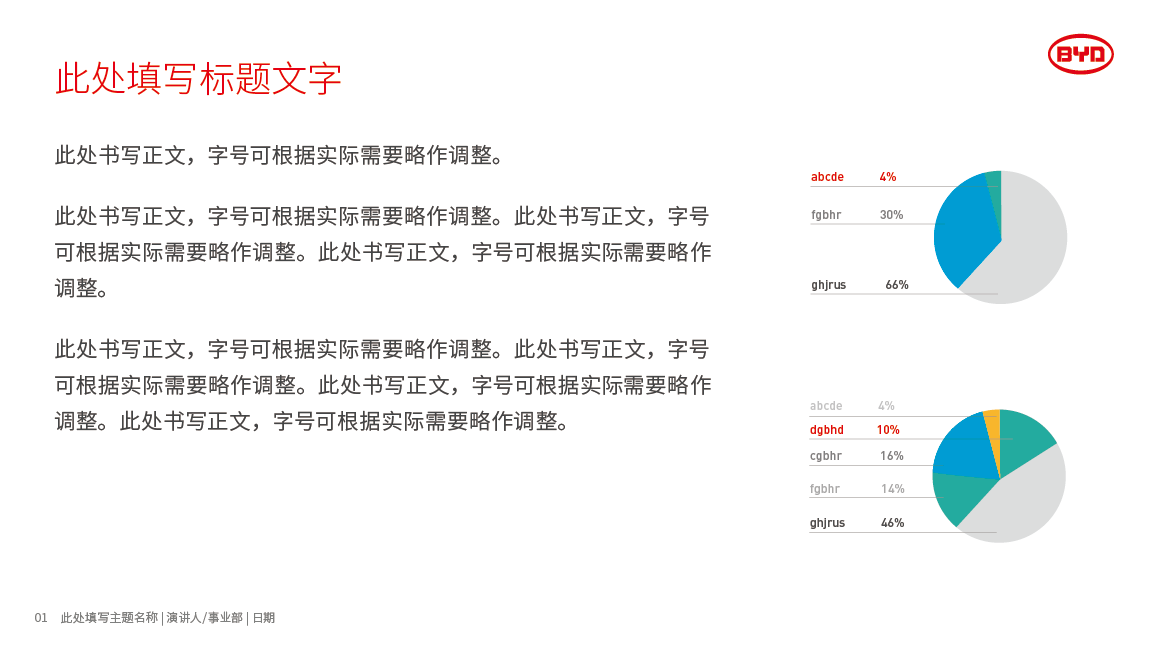 BYD
此处填写标题文字
此处书写正文，字号可根据实际需要略作调整。
此处书写正文，字号可根据实际需要略作调整。此处书写正文，字号
可根据实际需要略作调整。此处书写正文，字号可根据实际需要略作
调整。
此处书写正文，字号可根据实际需要略作调整。此处书写正文，字号
可根据实际需要略作调整。此处书写正文，字号可根据实际需要略作
调整。此处书写正文，字号可根据实际需要略作调整。
abcde 4%
fgbhr 30%
ghjrus 66%
abcde 4%
dgbhd 10%
cgbhr 16%
fgbhr 14%
ghjrus 46%
01 此处填写主题名称 | 演讲人/事业部 | 日期